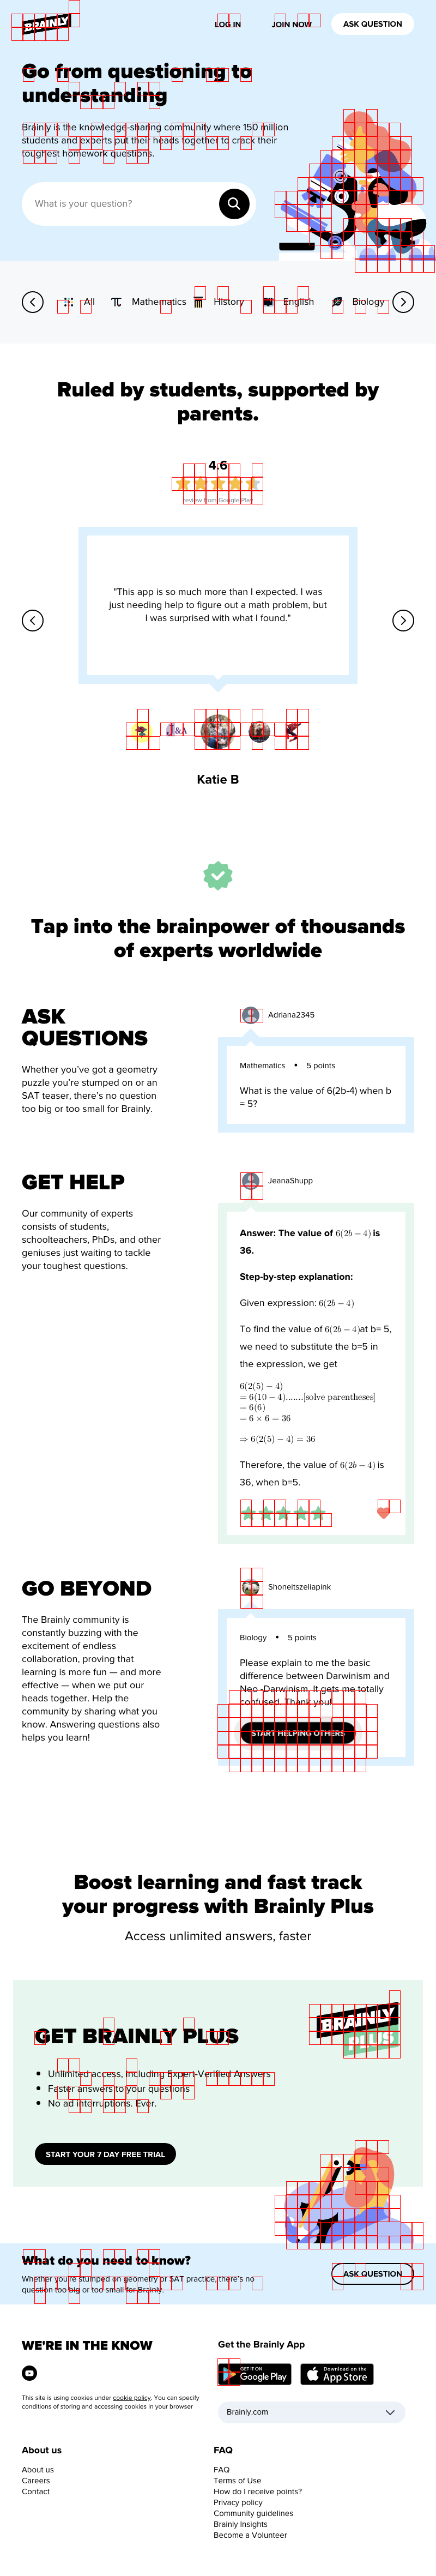 BRAINLY
LOG IN
JOIN NOW
ASK QUESTION
Go from questioning to
understanding
Brainly is the knowledge-sharing community where 150 million
students and experts put their heads together to crack their
toughest homework questions.
What is your question?
All
Mathematics
History
English
Biology
Ruled by students, supported by
parents.
4.6
review from Google Play
"This app is so much more than I expected. I was
just needing help to figure out a math problem, but
I was surprised with what I found."
J&A
Katie B
Tap into the brainpower of thousands
of experts worldwide
ASK
QUESTIONS
Whether you've got a geometry
puzzle you're stumped on or an
SAT teaser, there's no question
too big or too small for Brainly.
Adriana2345
Mathematics • 5 points
What is the value of 6(2b-4) when b
= 5?
GET HELP
Our community of experts
consists of students,
schoolteachers, PhDs, and other
geniuses just waiting to tackle
your toughest questions.
JeanaShupp
Answer: The value of 6(2b − 4) is
36.
Step-by-step explanation:
Given expression: 6(2b − 4)
To find the value of 6(2b − 4)at b= 5,
we need to substitute the b=5 in
the expression, we get
6(2(5) − 4)
= 6(10 − 4).......[solve parentheses]
= 6(6)
= 6 × 6 = 36
⇒ 6(2(5) − 4) = 36
Therefore, the value of 6(2b − 4) is
36, when b=5.
GO BEYOND
The Brainly community is
constantly buzzing with the
excitement of endless
collaboration, proving that
learning is more fun — and more
effective — when we put our
heads together. Help the
community by sharing what you
know. Answering questions also
helps you learn!
Shoneitszeliapink
Biology • 5 points
Please explain to me the basic
difference between Darwinism and
Neo -Darwinism. It gets me totally
confused. Thank you!
START HELPING OTHERS
Boost learning and fast track
your progress with Brainly Plus
Access unlimited answers, faster
GET BRAINLY PLUS
• Unlimited access, including Expert-Verified Answers
• Faster answers to your questions
• No ad interruptions. Ever.
START YOUR 7 DAY FREE TRIAL
BRAINLY
PLUS
What do you need to know?
Whether you're stumped on geometry or SAT practice, there's no
question too big or too small for Brainly.
ASK QUESTION
WE'RE IN THE KNOW
This site is using cookies under cookie policy. You can specify
conditions of storing and accessing cookies in your browser
Get the Brainly App
GET IT ON
Google Play
Download on the
App Store
Brainly.com
About us
About us
Careers
Contact
FAQ
FAQ
Terms of Use
How do I receive points?
Privacy policy
Community guidelines
Brainly Insights
Become a Volunteer